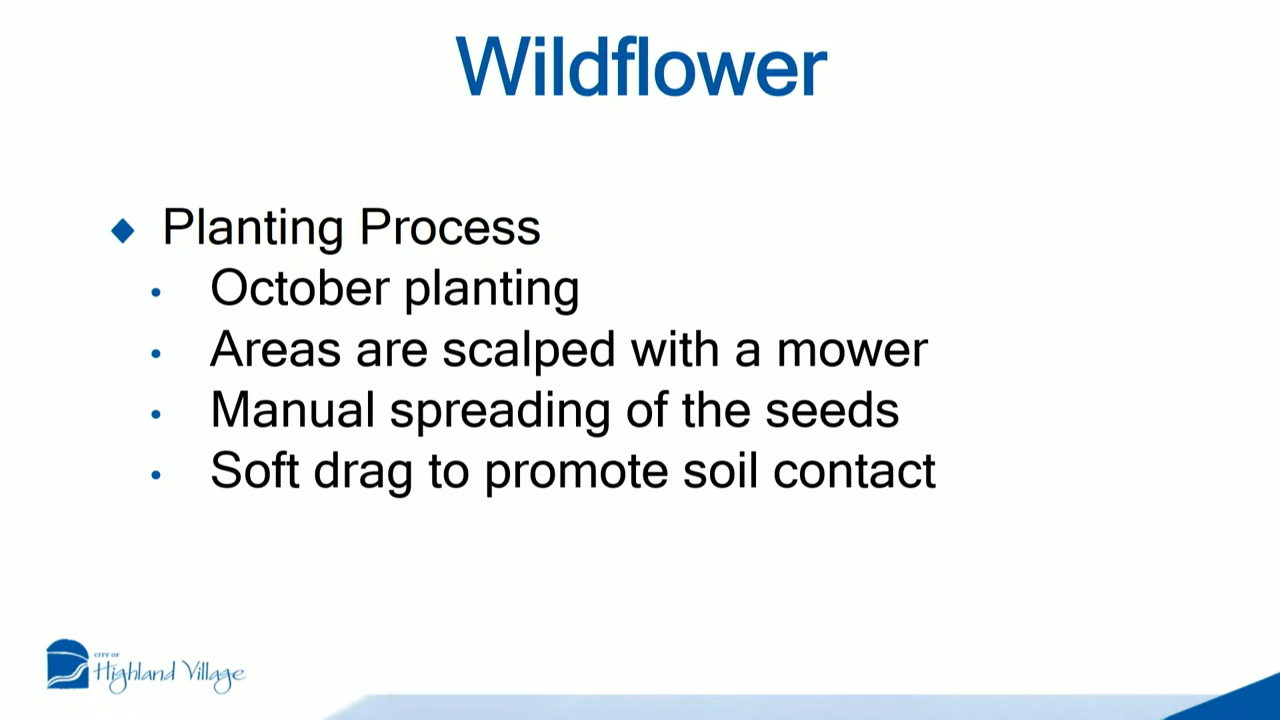 Wildflower
Planting Process
October planting
Areas are scalped with a mower
Manual spreading of the seeds
Soft drag to promote soil contact
CITY OF
Highland Village